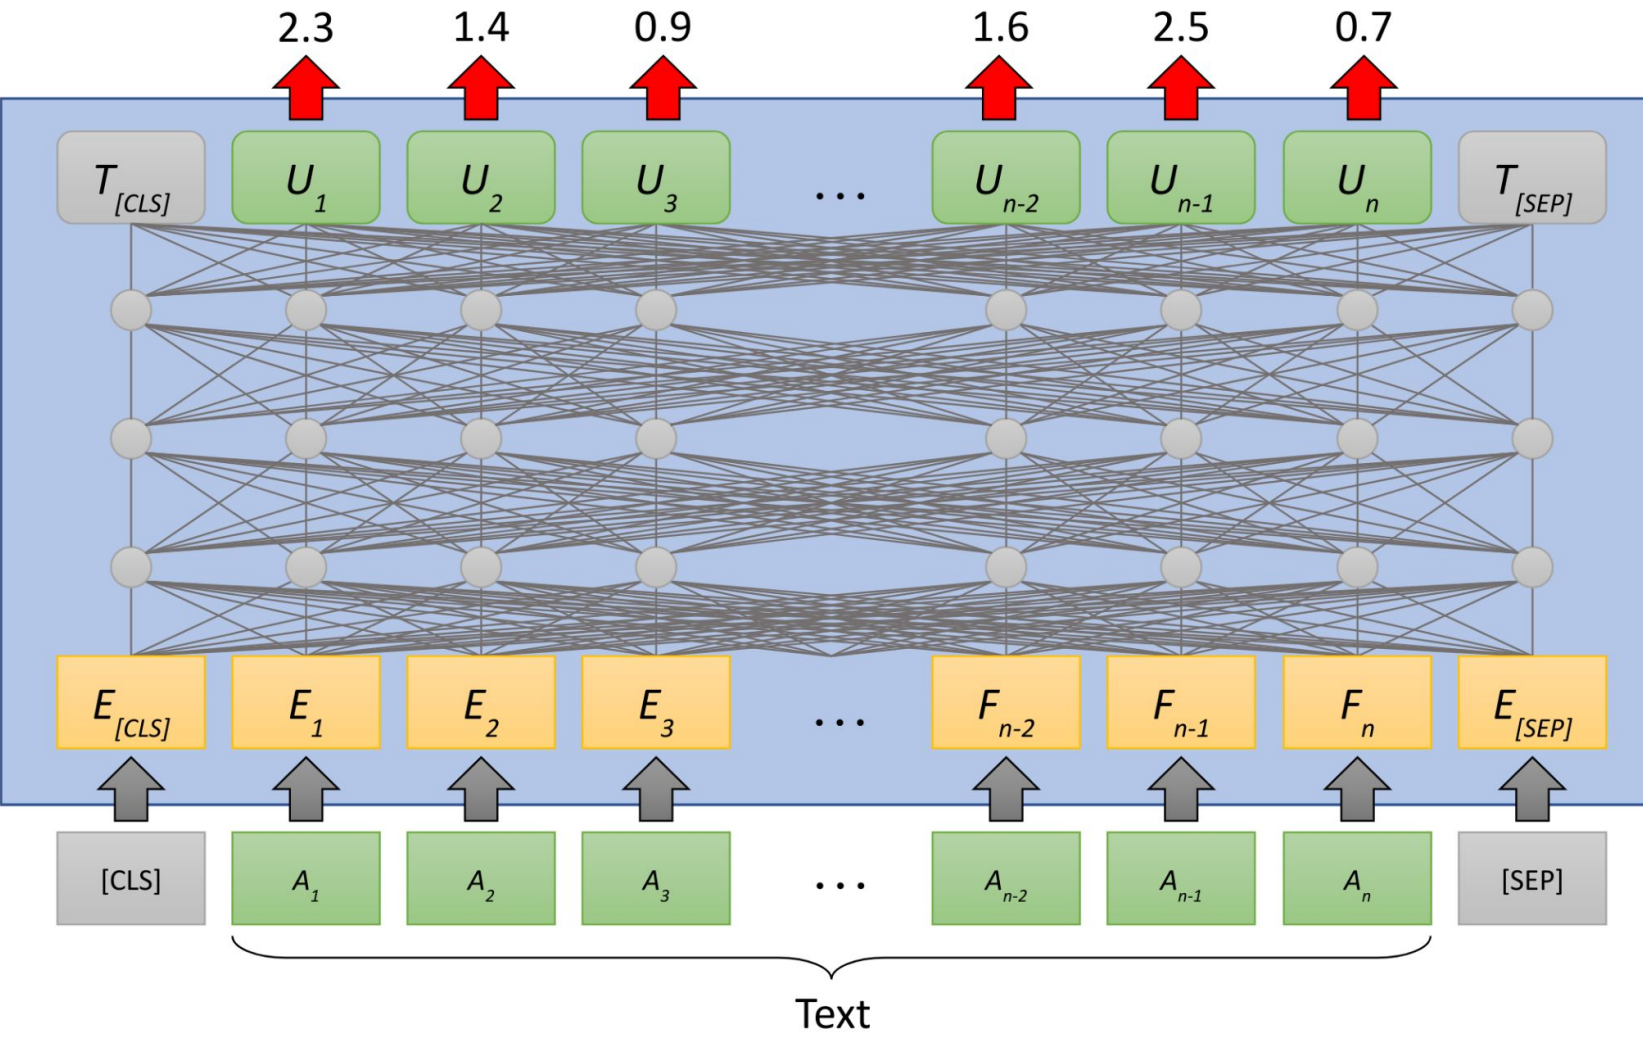 2.3 1.4 0.9 1.6 2.5 0.7
T[CLS] U1 U2 U3 ... Un-2 Un-1 Un T[SEP]
E[CLS] E1 E2 E3 ... Fn-2 Fn-1 Fn E[SEP]
[CLS] A1 A2 A3 ... An-2 An-1 An [SEP]
Text